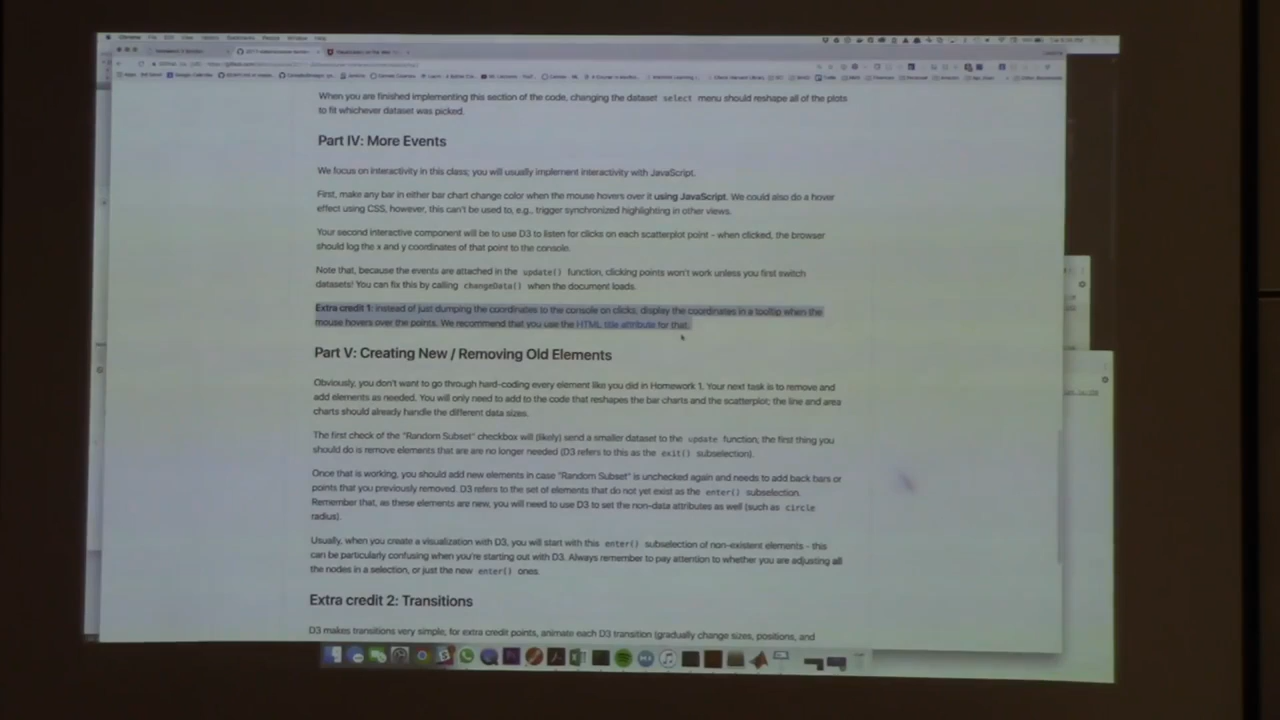 When you are finished implementing this section of the code, changing the dataset select menu should reshape all of the plots
to fit whichever dataset was picked.
Part IV: More Events
We focus on interactivity in this class; you will usually implement interactivity with JavaScript.
First, make any bar in either bar chart change color when the mouse hovers over it using JavaScript. We could also do a hover
effect using CSS, however, this can't be used to, e.g., trigger synchronized highlighting in other views.
Your second interactive component will be to use D3 to listen for clicks on each scatterplot point - when clicked, the browser
should log the x and y coordinates of that point to the console.
Note that, because the events are attached in the update() function, clicking points won't work unless you first switch
datasets! You can fix this by calling changeData() when the document loads.
Extra credit 1: instead of just dumping the coordinates to the console on clicks, display the coordinates in a tooltip when the
mouse hovers over the points. We recommend that you use the HTML title attribute for that.
Part V: Creating New / Removing Old Elements
Obviously, you don't want to go through hard-coding every element like you did in Homework 1. Your next task is to remove and
add elements as needed. You will only need to add to the code that reshapes the bar charts and the scatterplot; the line and area
charts should already handle the different data sizes.
The first check of the "Random Subset" checkbox will (likely) send a smaller dataset to the update function, the first thing you
should do is remove elements that are are no longer needed (D3 refers to this as the exit() subselection).
Once that is working, you should add new elements in case "Random Subset" is unchecked again and needs to add back bars or
points that you previously removed. D3 refers to the set of elements that do not yet exist as the enter() subselection.
Remember that, as these elements are new, you will need to use D3 to set the non-data attributes as well (such as circle
radius).
Usually, when you create a visualization with D3, you will start with this enter() subselection of non-existent elements - this
can be particularly confusing when you're starting out with D3. Always remember to pay attention to whether you are adjusting all
the nodes in a selection, or just the new enter() ones.
Extra credit 2: Transitions
D3 makes transitions very simple, for extra credit points, animate each D3 transition (gradually change sizes, positions, and